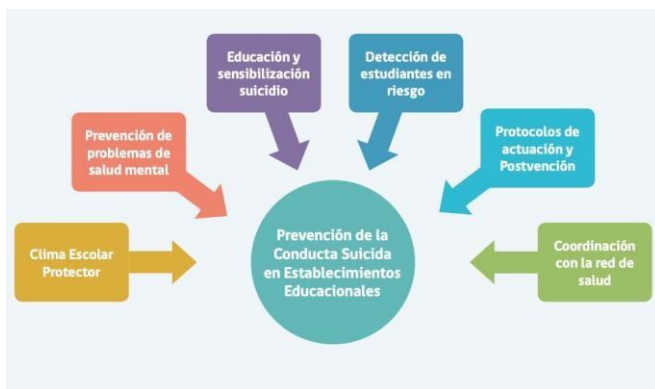 Educación y
sensibilización
suicidio
Detección de
estudiantes en
riesgo
Prevención de
problemas de
salud mental
Protocolos de
actuación y
Postvención
Clima Escolar
Protector
Prevención de la
Conducta Suicida
en Establecimientos
Educacionales
Coordinación
con la red de
salud